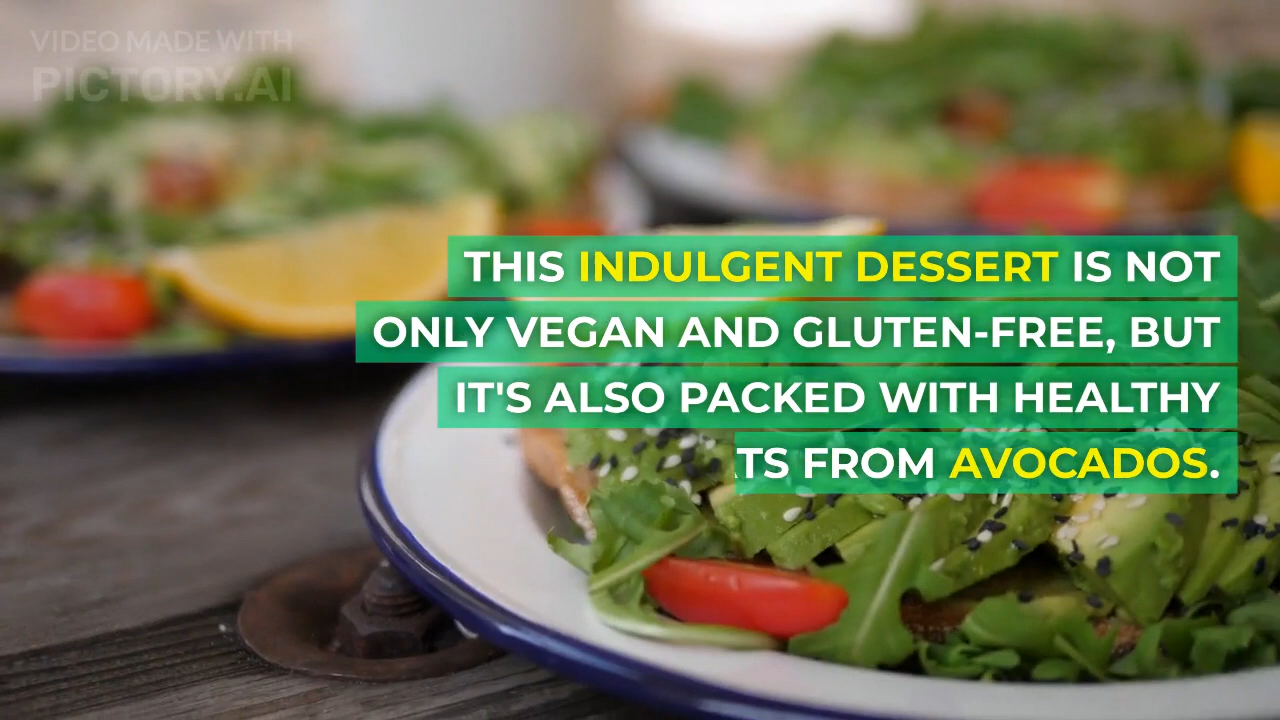 VIDEO MADE WITH
PICTORY.AI
THIS INDULGENT DESSERT IS NOT
ONLY VEGAN AND GLUTEN-FREE, BUT
IT'S ALSO PACKED WITH HEALTHY
TS FROM AVOCADOS.